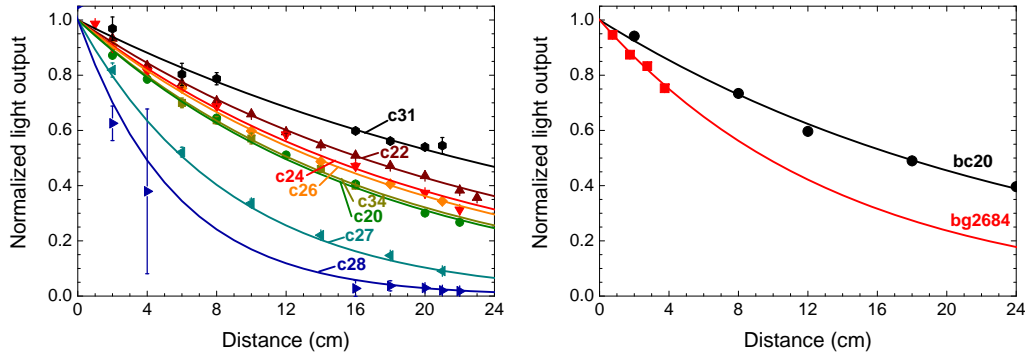 1.0
0.8
0.6
0.4
0.2
0.0
Normalized light output
0 4 8 12 16 20 24
Distance (cm)
c31
c22
c24
c26
c34
c20
c27
c28
1.0
0.8
0.6
0.4
0.2
0.0
Normalized light output
0 4 8 12 16 20 24
Distance (cm)
bc20
bg2684